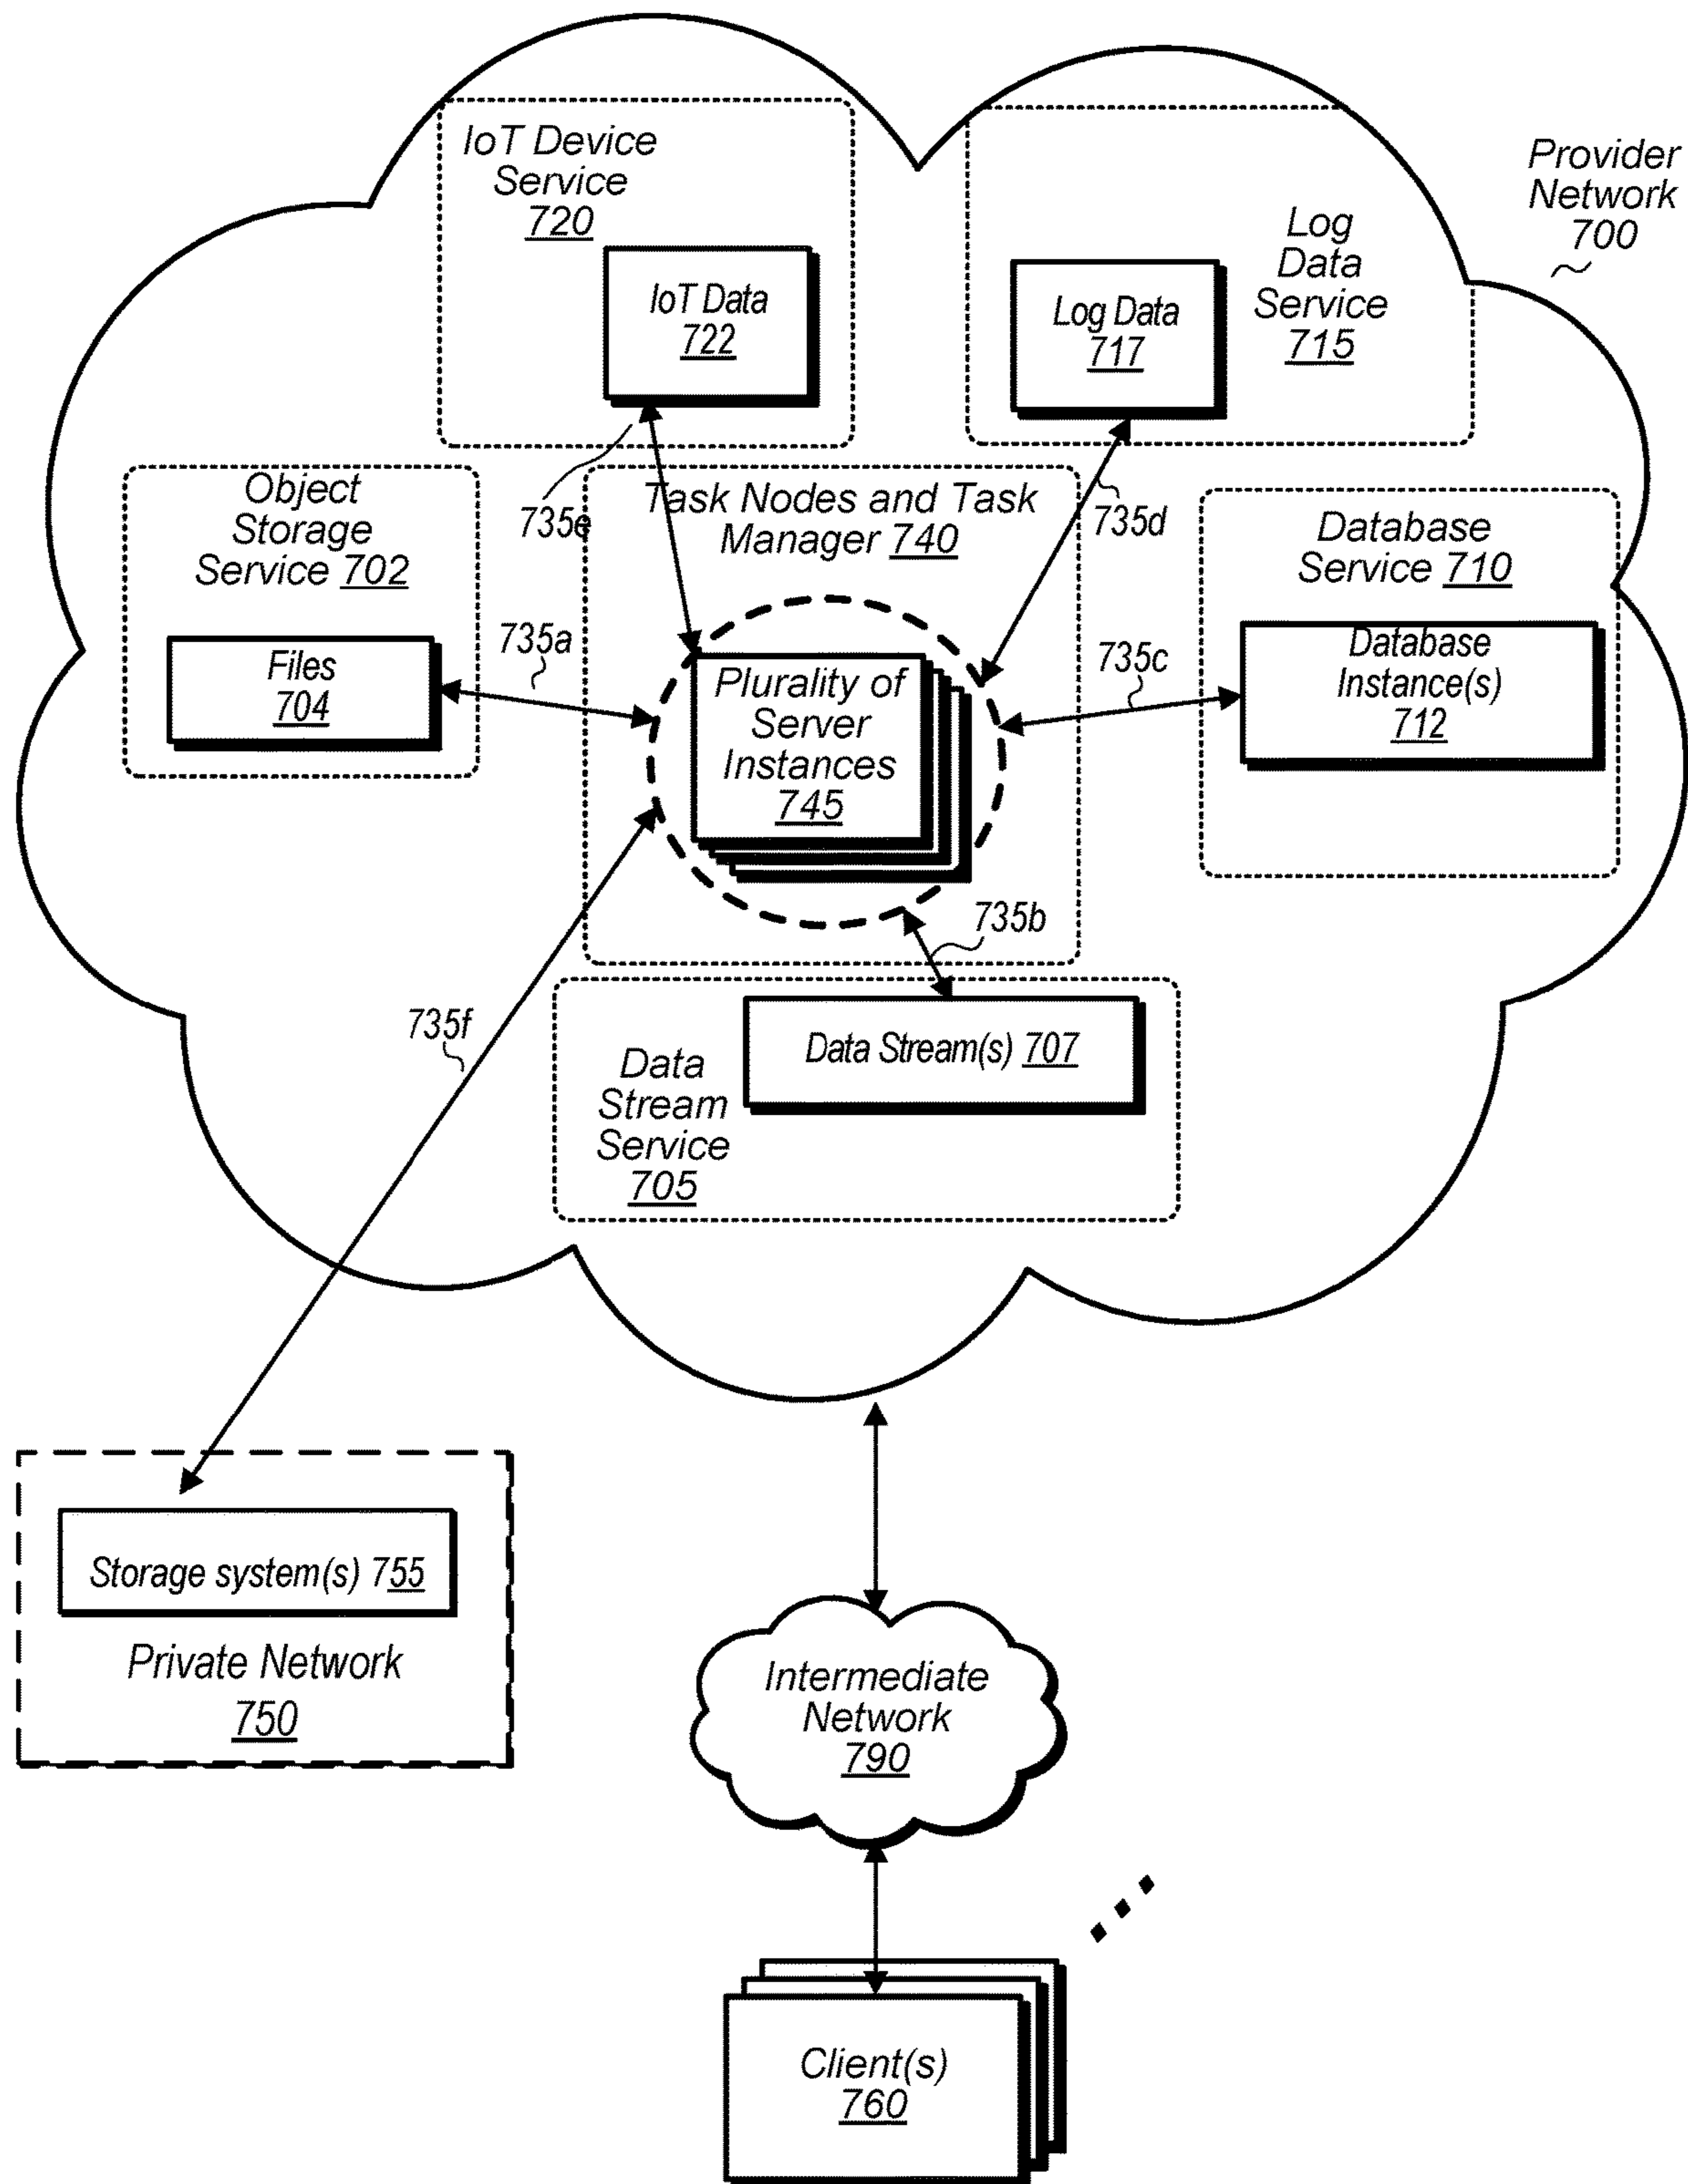 IoT Device
Service
720
IoT Data
722
Log
Data
Service
715
Log Data
717
Provider
Network
700
Object
Storage
Service 702
Files
704
735e
Task Nodes and Task
Manager 740
735d
Database
Service 710
Database
Instance(s)
712
735a
735c
Plurality of
Server
Instances
745
735b
735f
Data
Stream
Service
705
Data Stream(s) 707
Storage system(s) 755
Private Network
750
Intermediate
Network
790
Client(s)
760